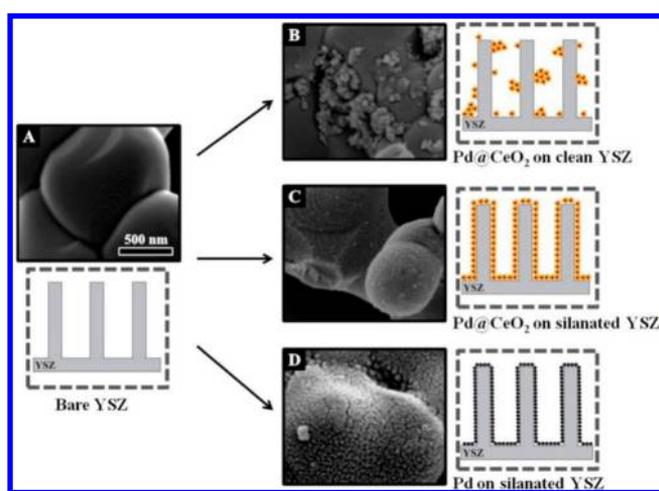 A
500 nm
YSZ
Bare YSZ
B
YSZ
Pd@CeO₂ on clean YSZ
C
YSZ
Pd@CeO₂ on silanated YSZ
D
YSZ
Pd on silanated YSZ